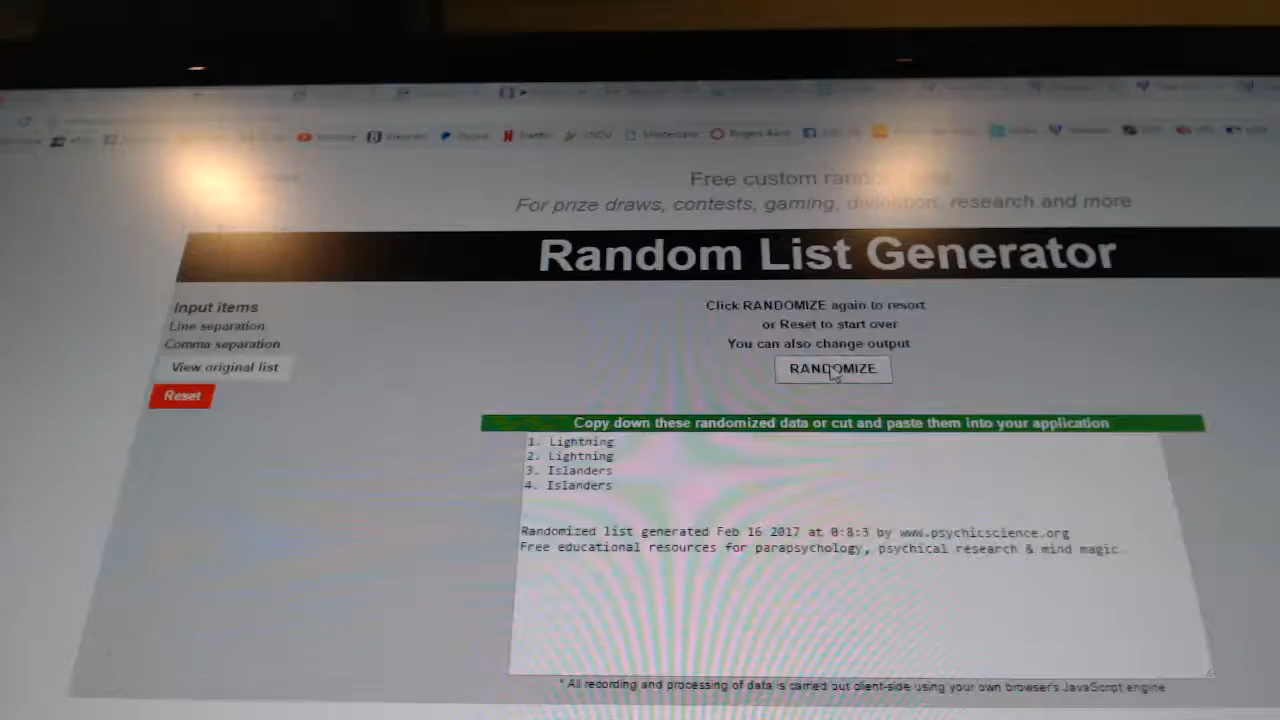 Free custom
For prize draws, contests, gaming, divination, research and more
Random List Generator
Input items
Line separation
Comma separation
View original list
Reset
Click RANDOMIZE again to resort
or Reset to start over
You can also change output
RANDOMIZE
Copy down these randomized data or cut and paste them into your application
1. Lightning
2. Lightning
3. Islanders
4. Islanders
Randomized list generated Feb 16 2017 at 0:8:3 by www.psychicscience.org
Free educational resources for parapsychology, psychical research & mind magic.
* All recording and processing of data is carried out client-side using your own browser's JavaScript engine